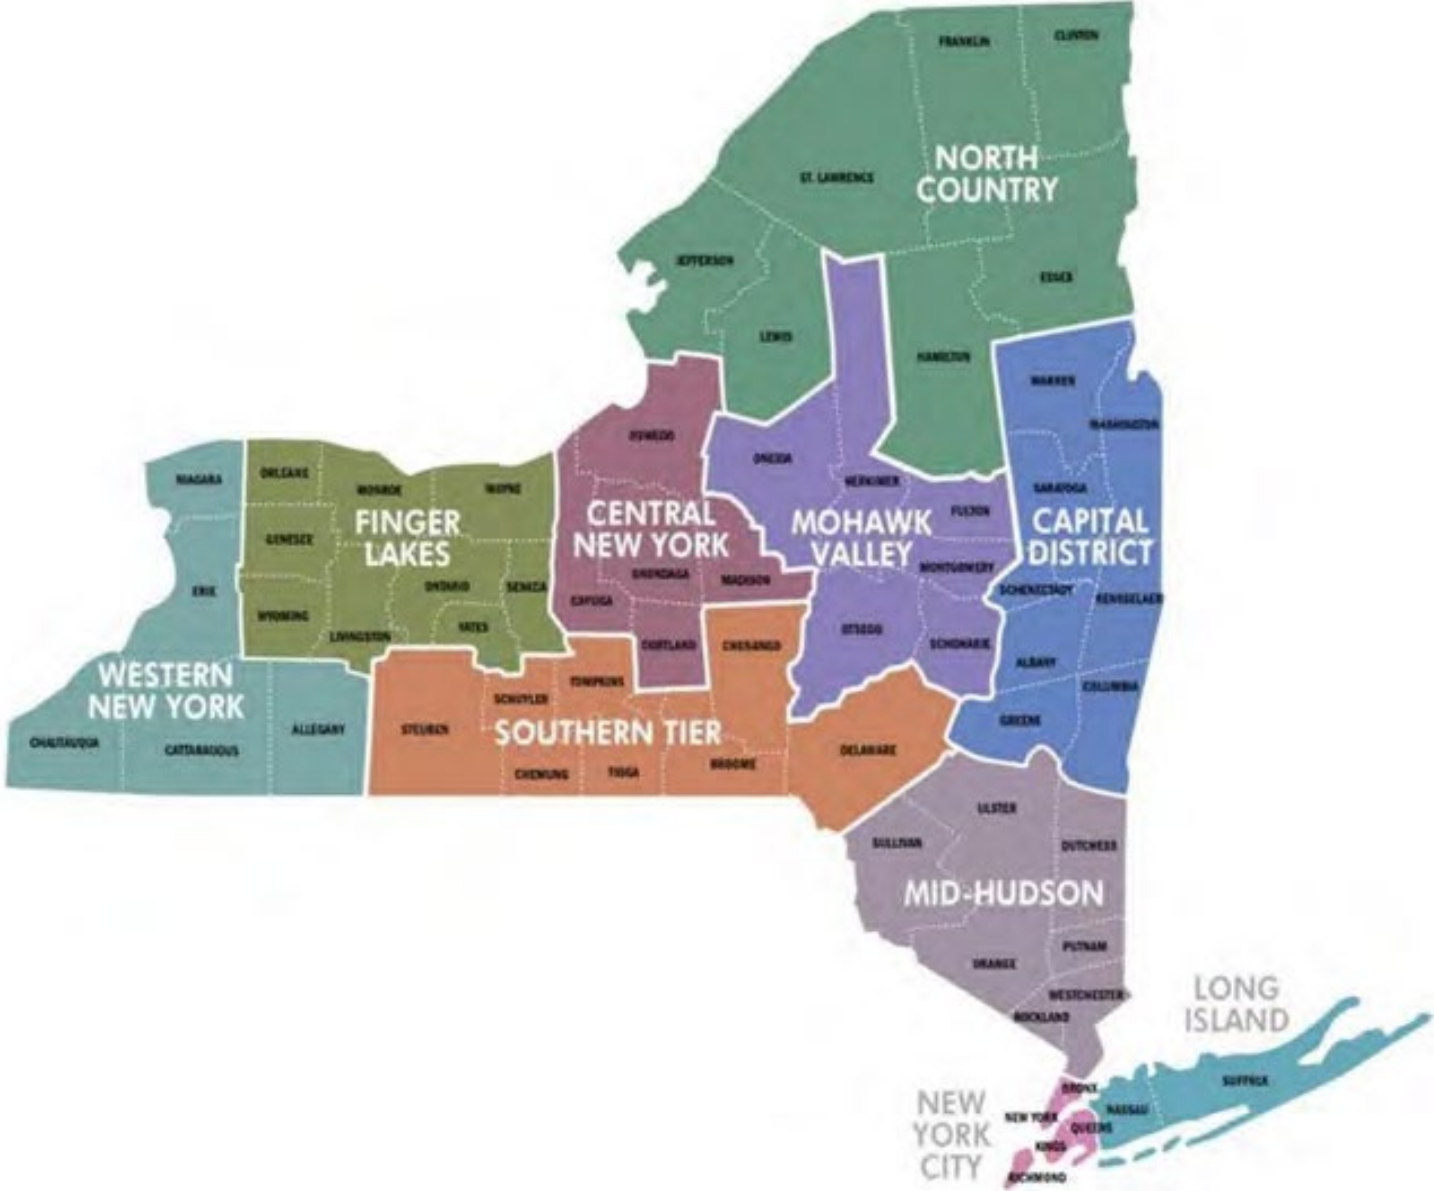 FRANKLIN
CLINTON
NORTH
COUNTRY
ST. LAWRENCE
JEFFERSON
ESSEX
LEWIS
HAMILTON
WARREN
WASHINGTON
OSWEGO
ONEIDA
HERKIMER
SARATOGA
NIAGARA
ORLEANS
MONROE
WAYNE
FULTON
FINGER
LAKES
CENTRAL
NEW YORK
MOHAWK
VALLEY
CAPITAL
DISTRICT
GENESEE
ERIE
ONTARIO
SENECA
ONONDAGA
MADISON
MONTGOMERY
SCHENECTADY
RENSSELAER
CAYUGA
WYOMING
LIVINGSTON
YATES
CORTLAND
CHENANGO
OTSEGO
SCHOHARIE
ALBANY
WESTERN
NEW YORK
TOMPKINS
SCHUYLER
COLUMBIA
STEUBEN
SOUTHERN TIER
GREENE
CHAUTAUQUA
CATTARAUGUS
ALLEGANY
CHEMUNG
TIOGA
BROOME
DELAWARE
ULSTER
SULLIVAN
DUTCHESS
MID-HUDSON
PUTNAM
ORANGE
WESTCHESTER
ROCKLAND
LONG
ISLAND
SUFFOLK
NEW
YORK
CITY
BRONX
NEW YORK
NASSAU
QUEENS
KINGS
RICHMOND